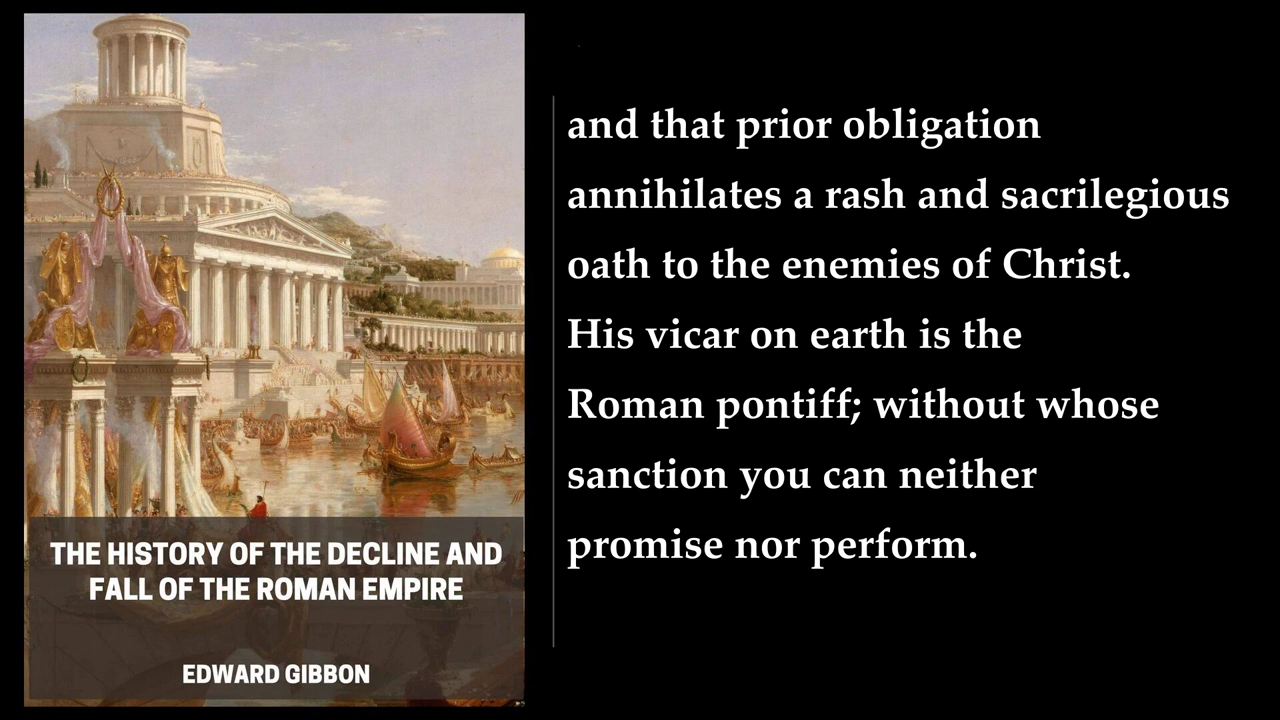 THE HISTORY OF THE DECLINE AND
FALL OF THE ROMAN EMPIRE
EDWARD GIBBON
and that prior obligation
annihilates a rash and sacrilegious
oath to the enemies of Christ.
His vicar on earth is the
Roman pontiff; without whose
sanction you can neither
promise nor perform.